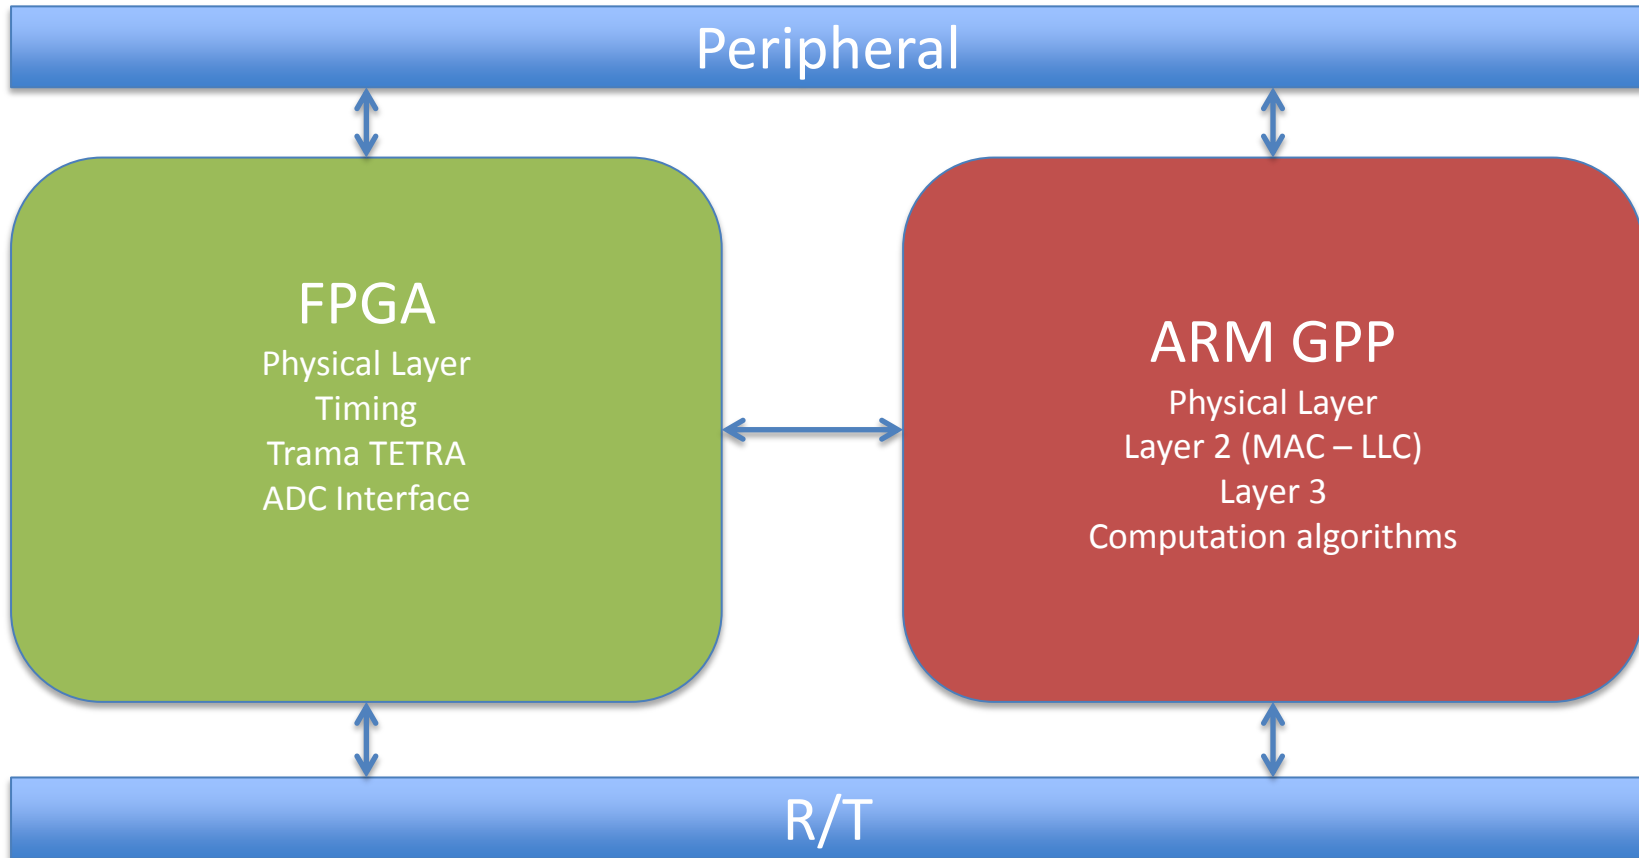 Peripheral
FPGA
Physical Layer
Timing
Trama TETRA
ADC Interface
ARM GPP
Physical Layer
Layer 2 (MAC – LLC)
Layer 3
Computation algorithms
R/T